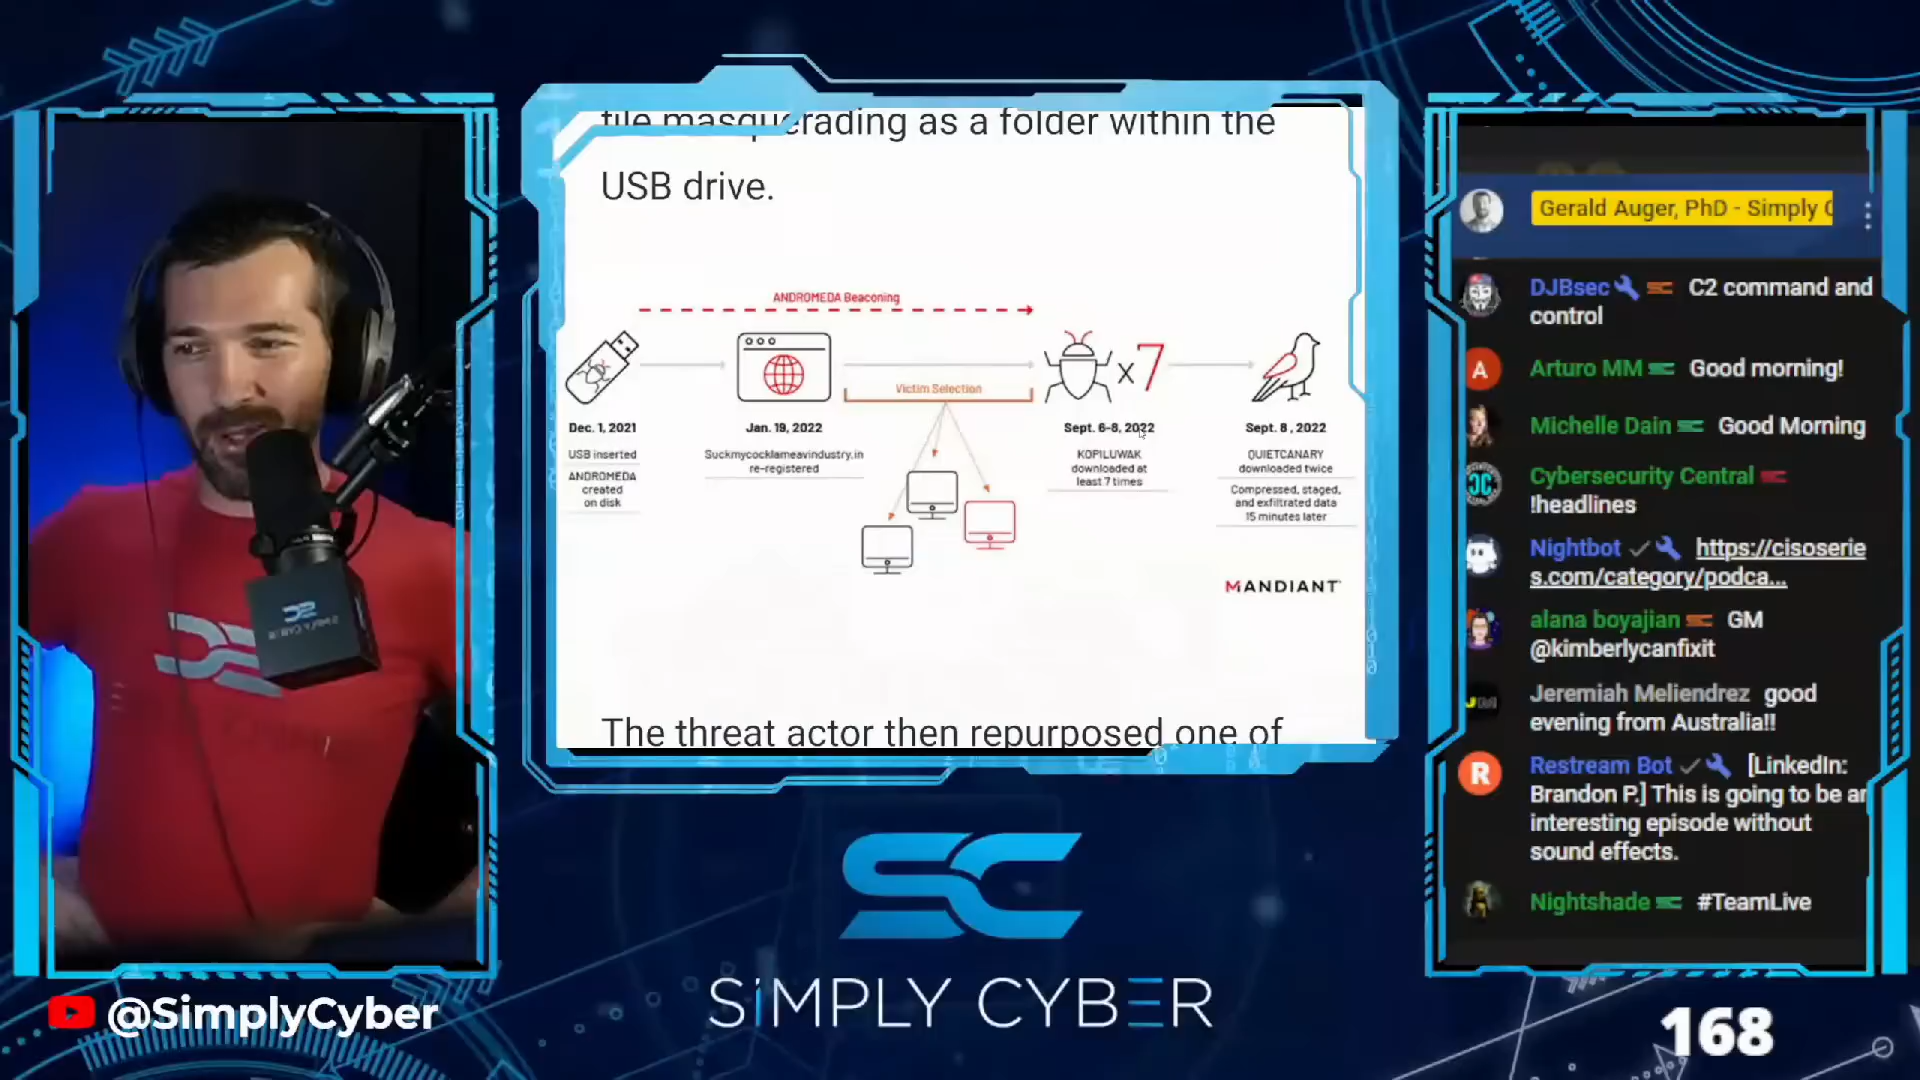 file masquerading as a folder within the
USB drive.
ANDROMEDA Beaconing
x7
Victim Selection
Dec. 1, 2021
USB inserted
ANDROMEDA
created
on disk
Jan. 19, 2022
Suckmycocklameavindustry.in
re-registered
Sept. 6-8, 2022
KOPILUWAK
downloaded at
least 7 times
Sept. 8 , 2022
QUIETCANARY
downloaded twice
Compressed, staged,
and exfiltrated data
15 minutes later
MANDIANT
The threat actor then repurposed one of
SC
SiMPLY CYBER
@SimplyCyber
SIMPLY CYBER
Gerald Auger, PhD - Simply C
DJBsec C2 command and
control
Arturo MM Good morning!
Michelle Dain Good Morning
Cybersecurity Central
!headlines
Nightbot https://cisoserie
s.com/category/podca...
alana boyajian GM
@kimberlycanfixit
Jeremiah Meliendrez good
evening from Australia!!
Restream Bot [LinkedIn:
Brandon P.] This is going to be an
interesting episode without
sound effects.
Nightshade #TeamLive
A
R
168